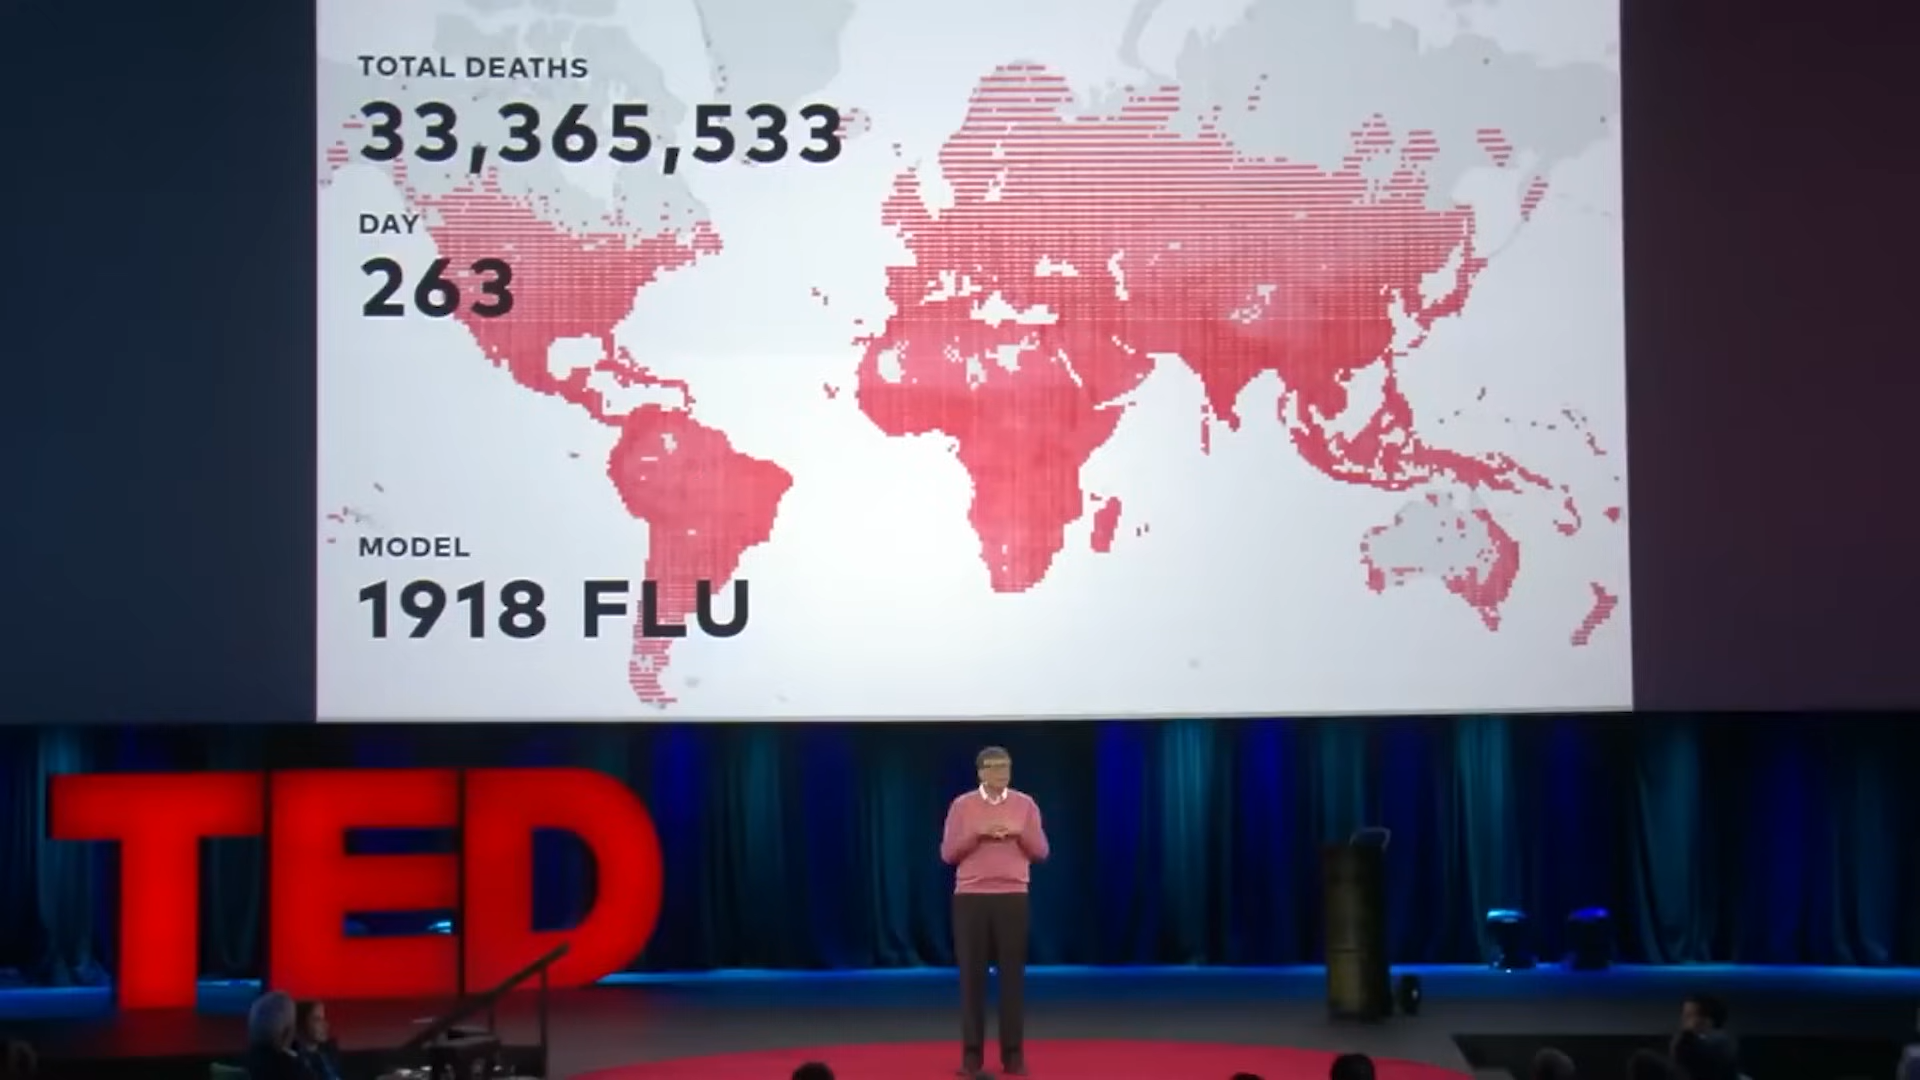 TOTAL DEATHS
33,365,533
DAY
263
MODEL
1918 FLU
TED